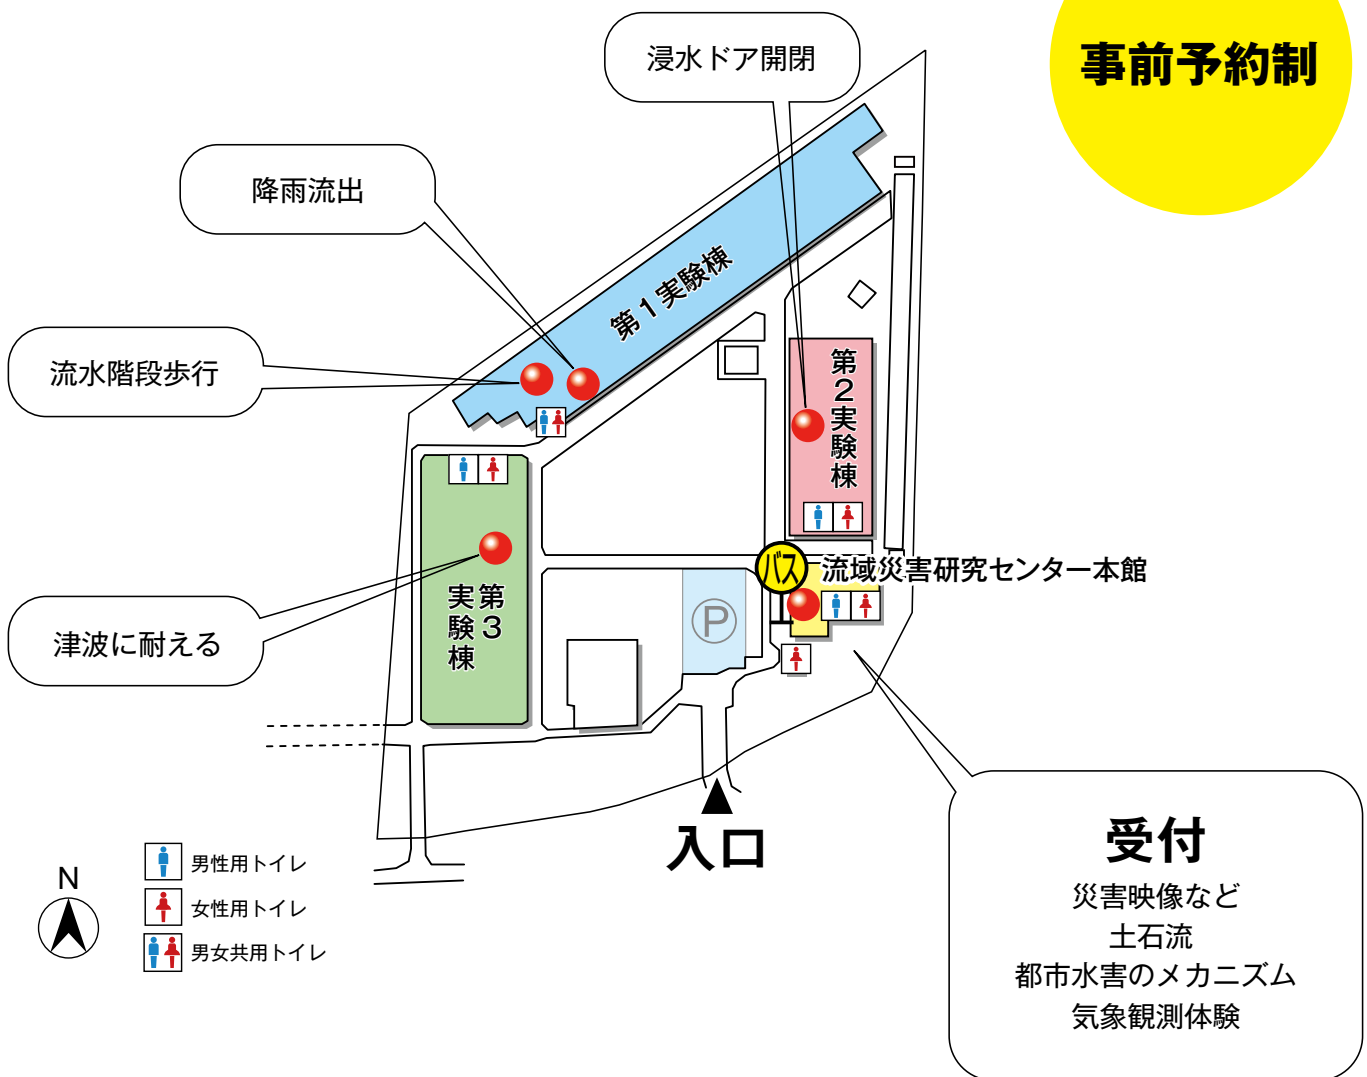 事前予約制
浸水ドア開閉
降雨流出
流水階段歩行
第1実験棟
第2実験棟
バス
流域災害研究センター本館
第3
実験棟
P
津波に耐える
入口
受付
災害映像など
土石流
都市水害のメカニズム
気象観測体験
N
男性用トイレ
女性用トイレ
男女共用トイレ